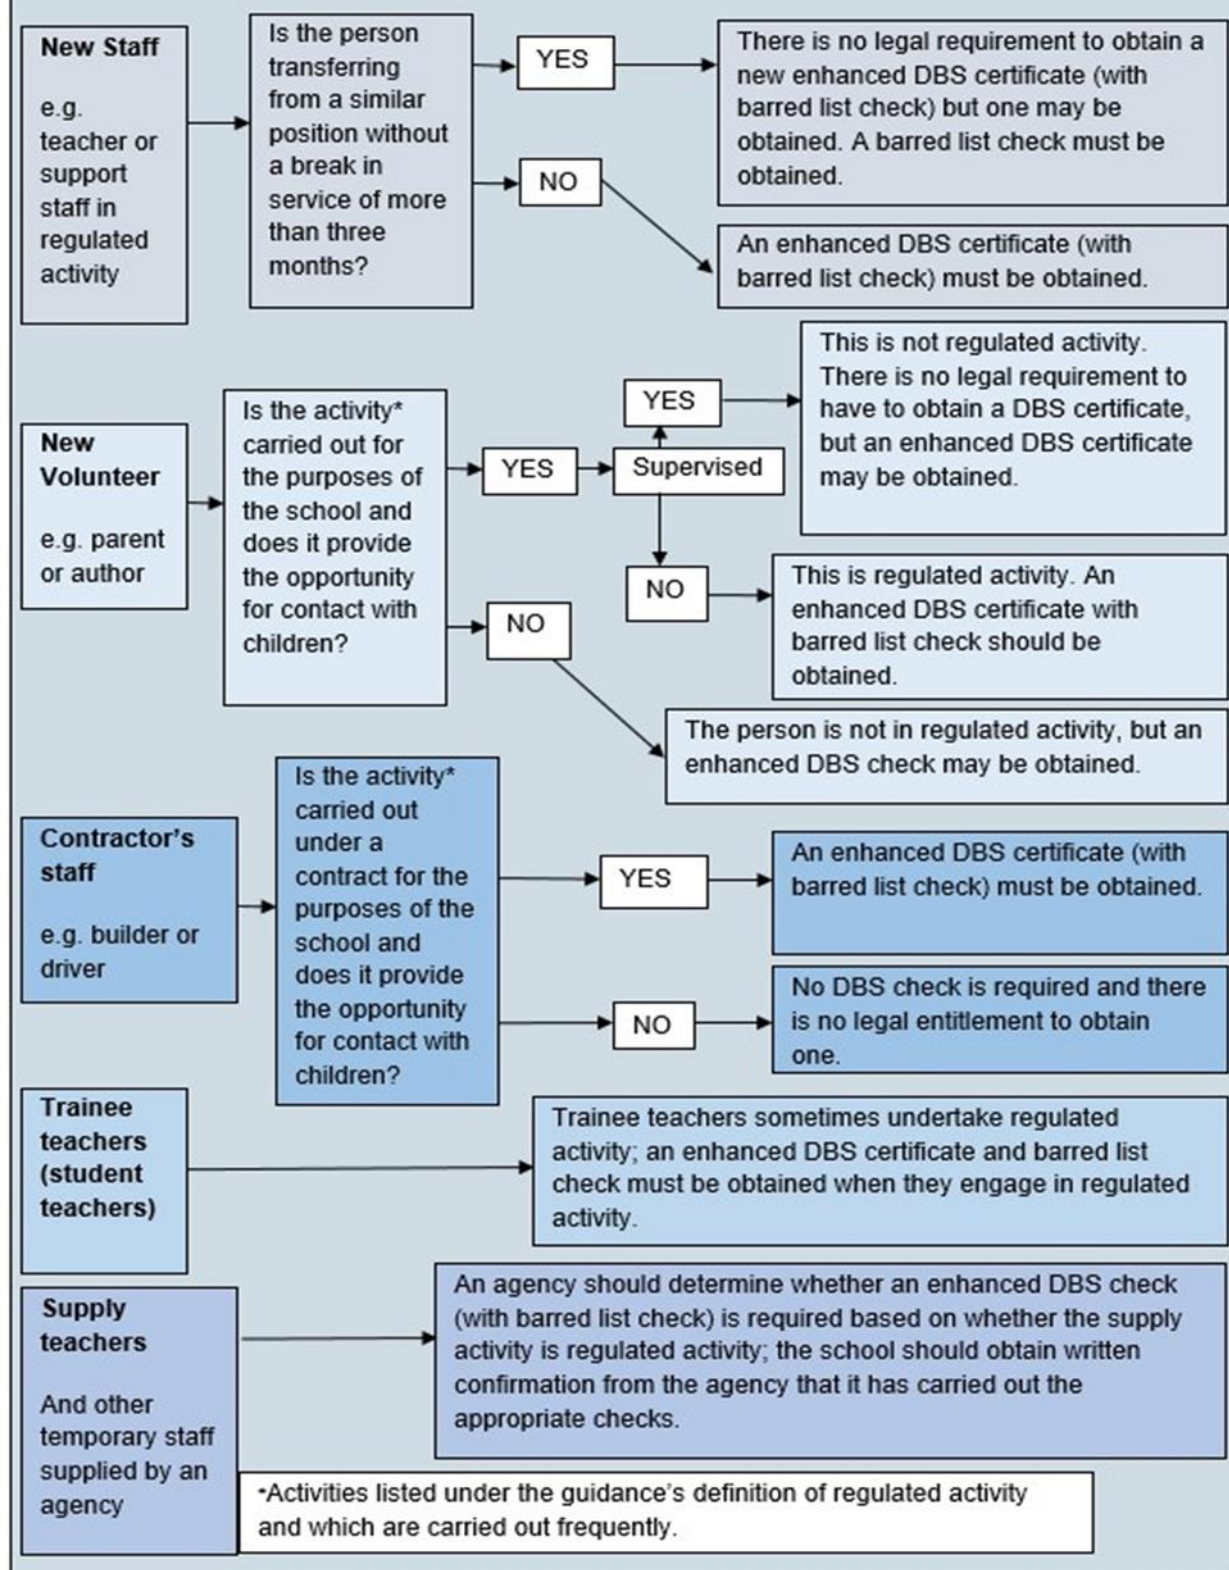 New Staff
e.g.
teacher or
support
staff in
regulated
activity
Is the person
transferring
from a similar
position without
a break in
service of more
than three
months?
YES
NO
There is no legal requirement to obtain a
new enhanced DBS certificate (with
barred list check) but one may be
obtained. A barred list check must be
obtained.
An enhanced DBS certificate (with
barred list check) must be obtained.
New
Volunteer
e.g. parent
or author
Is the activity*
carried out for
the purposes of
the school and
does it provide
the opportunity
for contact with
children?
YES
Supervised
YES
NO
NO
This is not regulated activity.
There is no legal requirement to
have to obtain a DBS certificate,
but an enhanced DBS certificate
may be obtained.
This is regulated activity. An
enhanced DBS certificate with
barred list check should be
obtained.
The person is not in regulated activity, but an
enhanced DBS check may be obtained.
Contractor’s
staff
e.g. builder or
driver
Is the activity*
carried out
under a
contract for the
purposes of the
school and
does it provide
the opportunity
for contact with
children?
YES
NO
An enhanced DBS certificate (with
barred list check) must be obtained.
No DBS check is required and there
is no legal entitlement to obtain
one.
Trainee
teachers
(student
teachers)
Trainee teachers sometimes undertake regulated
activity; an enhanced DBS certificate and barred list
check must be obtained when they engage in regulated
activity.
Supply
teachers
And other
temporary staff
supplied by an
agency
An agency should determine whether an enhanced DBS check
(with barred list check) is required based on whether the supply
activity is regulated activity; the school should obtain written
confirmation from the agency that it has carried out the
appropriate checks.
*Activities listed under the guidance’s definition of regulated activity
and which are carried out frequently.